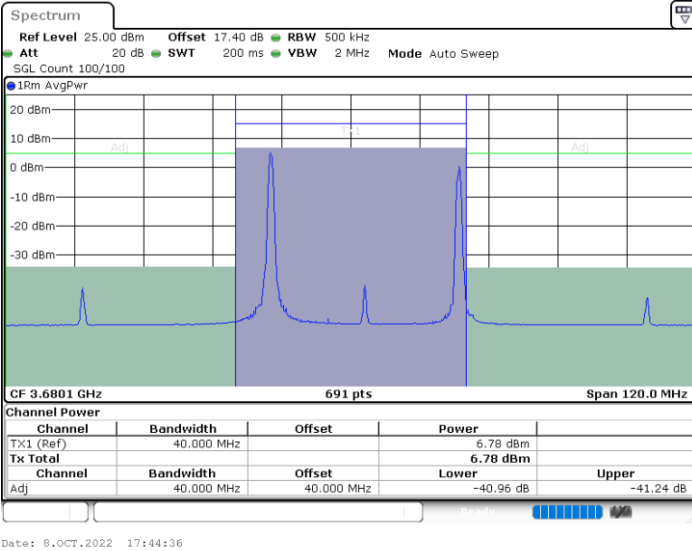 Spectrum
Ref Level 25.00 dBm Offset 17.40 dB RBW 500 kHz
Att 20 dB SWT 200 ms VBW 2 MHz Mode Auto Sweep
SGL Count 100/100
1Rm AvgPwr
20 dBm
TX1
10 dBm
Adj Adj
0 dBm
-10 dBm
-20 dBm
-30 dBm
CF 3.6801 GHz 691 pts Span 120.0 MHz
Channel Power
Channel Bandwidth Offset Power
TX1 (Ref) 40.000 MHz 6.78 dBm
Tx Total 6.78 dBm
Channel Bandwidth Offset Lower Upper
Adj 40.000 MHz 40.000 MHz -40.96 dB -41.24 dB
Ready
Date: 8.OCT.2022 17:44:36